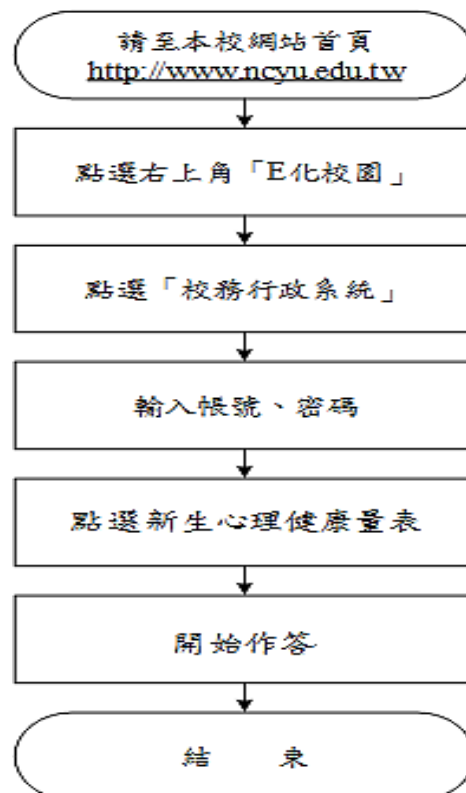 請至本校網站首頁
http://www.ncyu.edu.tw
點選右上角「E化校園」
點選「校務行政系統」
輸入帳號、密碼
點選新生心理健康量表
開始作答
結　　束